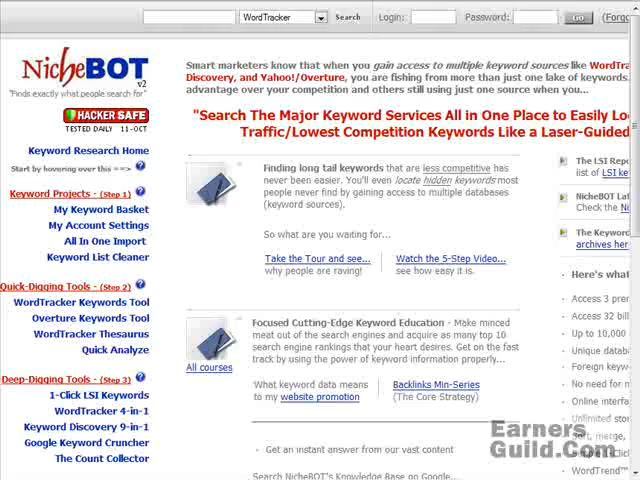 WordTracker Search Login: Password: Go (Forgo
NicheBOT
v2
"Finds exactly what people search for"
HACKER SAFE
TESTED DAILY 11-OCT
Keyword Research Home
Start by hovering over this ==> ?
Keyword Projects - (Step 1) ?
My Keyword Basket
My Account Settings
All In One Import
Keyword List Cleaner
Quick-Digging Tools - (Step 2) ?
WordTracker Keywords Tool
Overture Keywords Tool
WordTracker Thesaurus
Quick Analyze
Deep-Digging Tools - (Step 3) ?
1-Click LSI Keywords
WordTracker 4-in-1
Keyword Discovery 9-in-1
Google Keyword Cruncher
The Count Collector
Smart marketers know that when you gain access to multiple keyword sources like WordTrac
Discovery, and Yahoo!/Overture, you are fishing from more than just one lake of keywords.
advantage over your competition and others still using just one source when you...
"Search The Major Keyword Services All in One Place to Easily Lo
Traffic/Lowest Competition Keywords Like a Laser-Guided
Finding long tail keywords that are less competitive has
never been easier. You'll even locate hidden keywords most
people never find by gaining access to multiple databases
(keyword sources).
So what are you waiting for...
Take the Tour and see...
why people are raving!
Watch the 5-Step Video...
see how easy it is.
All courses
Focused Cutting-Edge Keyword Education - Make minced
meat out of the search engines and acquire as many top 10
search engine rankings that your heart desires. Get on the fast
track by using the power of keyword information properly...
What keyword data means
to my website promotion
Backlinks Min-Series
(The Core Strategy)
- Get an instant answer from our vast content
Search NicheBOT's Knowledge Base on Google...
The LSI Repor
list of LSI ke
NicheBOT Lat
Check the Nic
The Keyword
archives here
Here's what
Access 3 prem
Access 32 bill
Up to 10,000
Unique datab
Foreign keyw
No need for m
Online interfa
Unlimited stor
Sort, merge,
Simple 1-Click
WordTrend™
Earners
Guild.Com